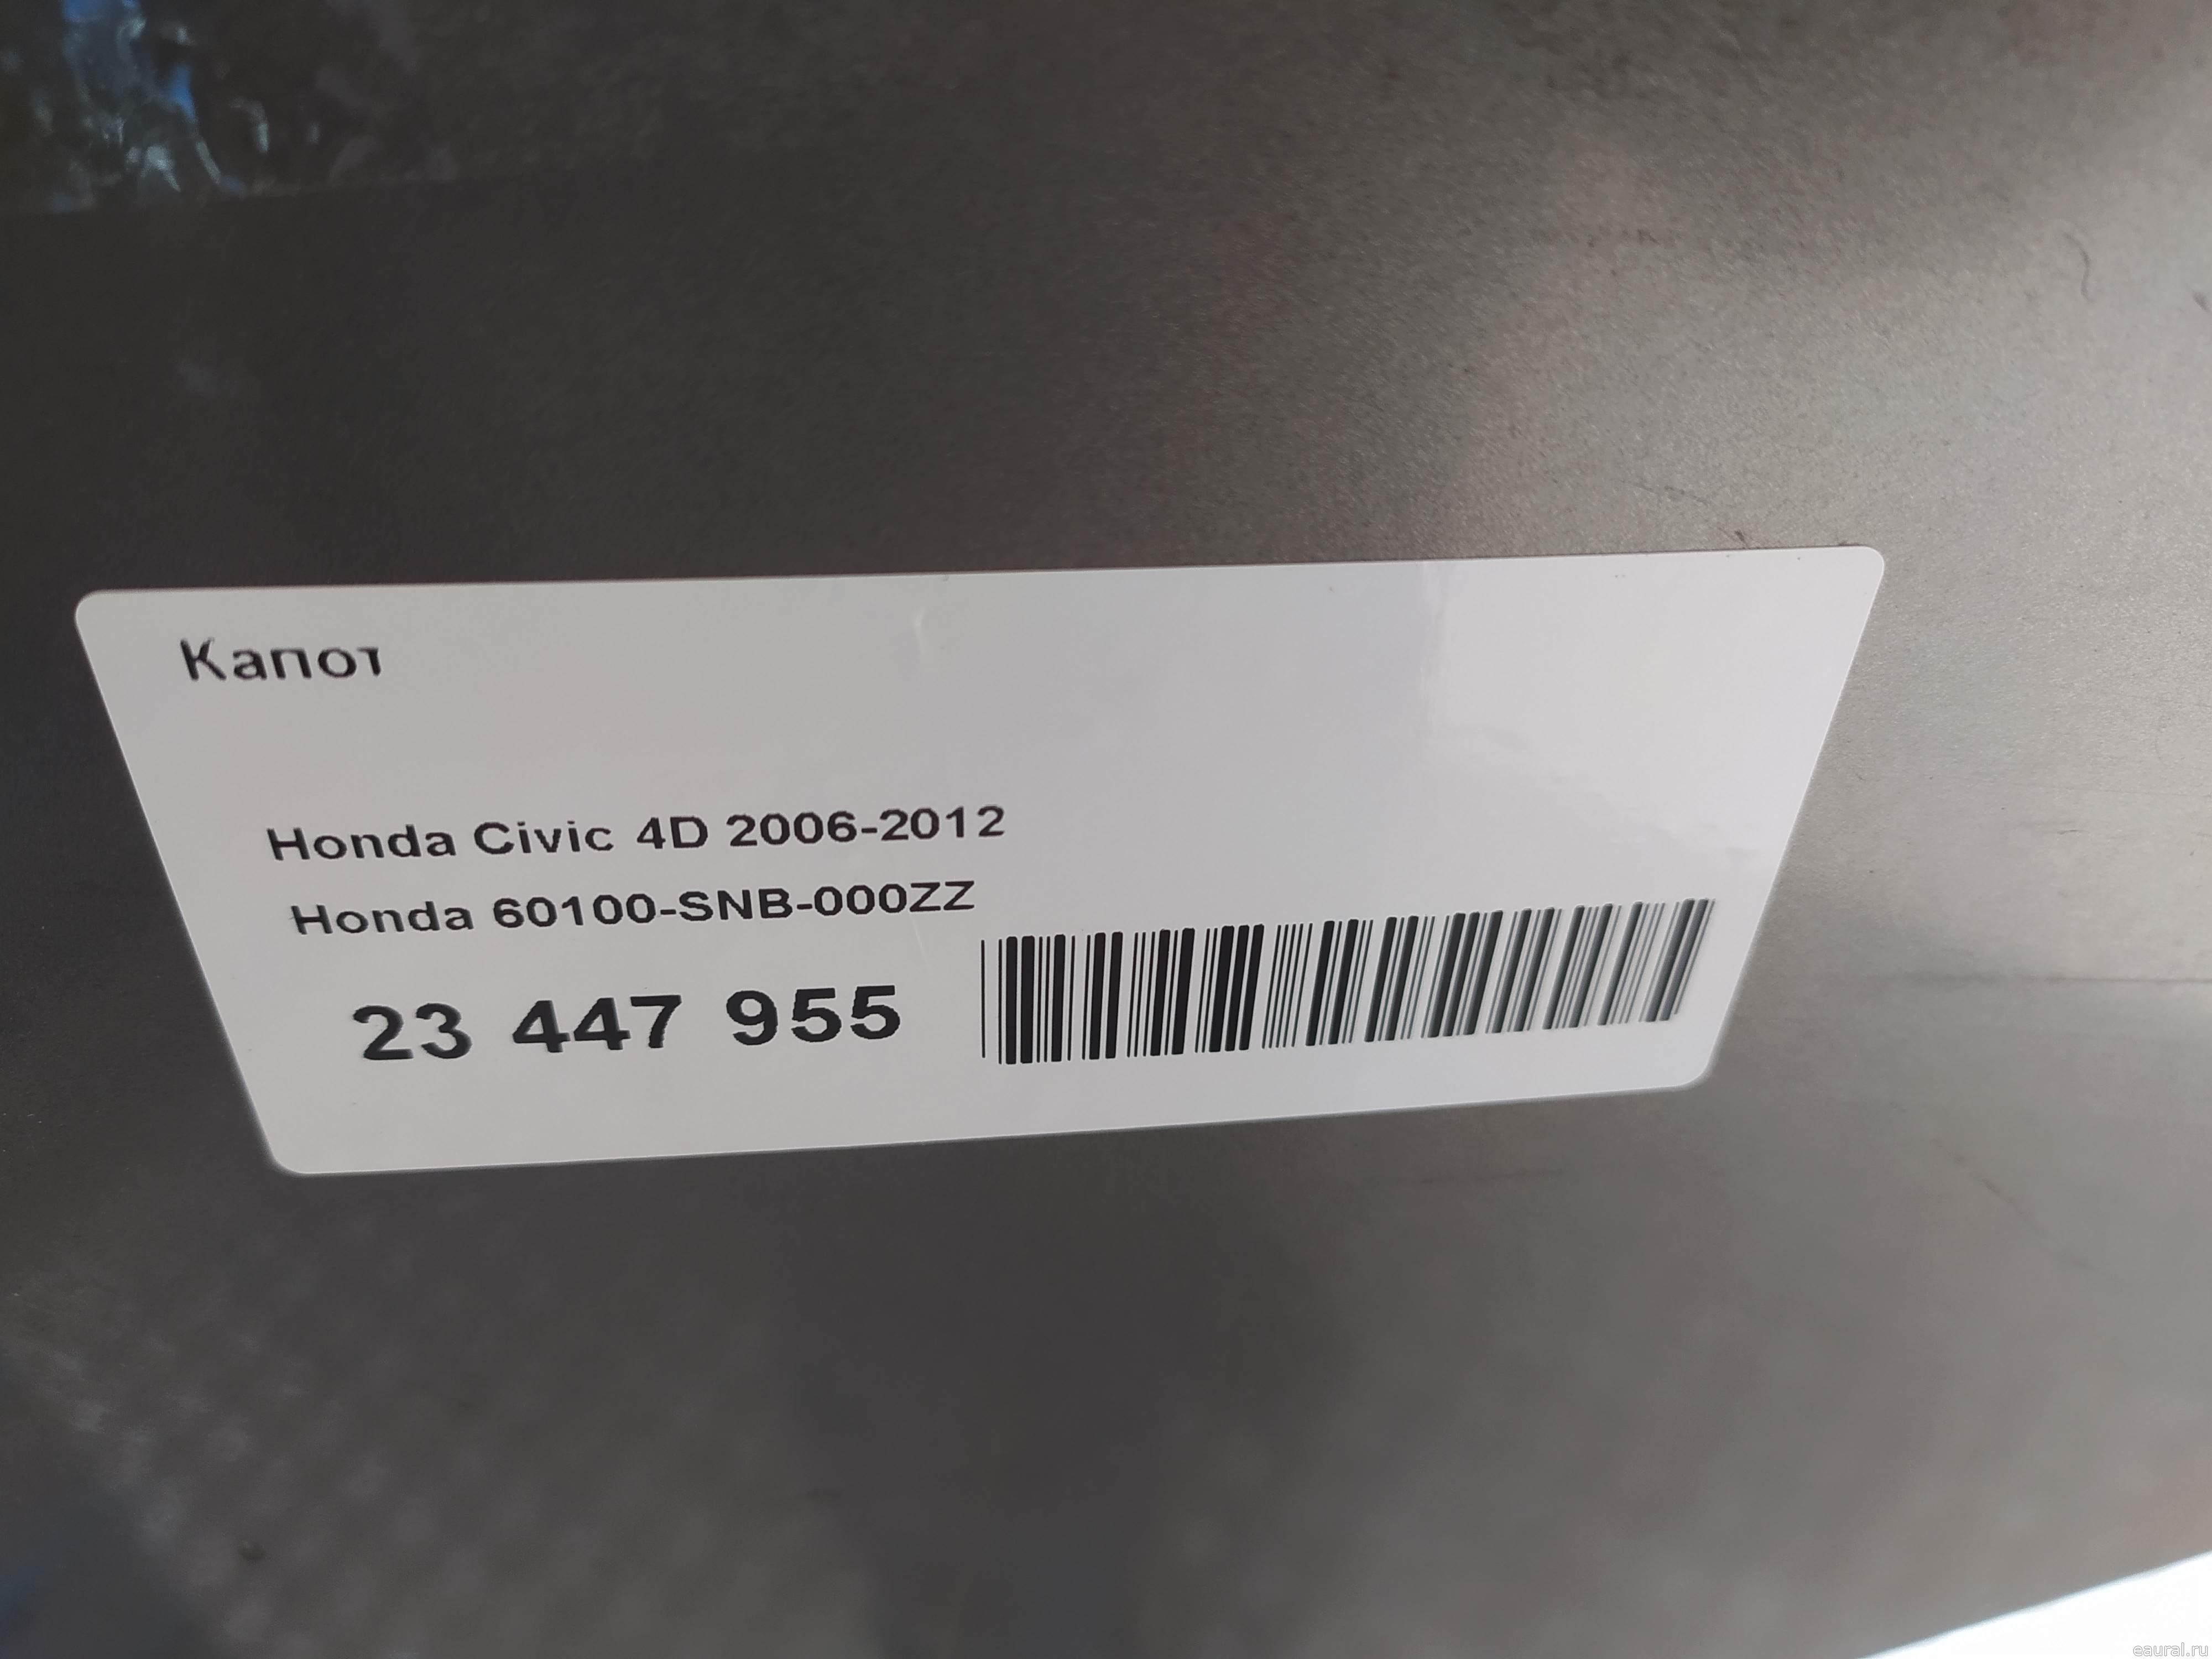 Капот
Honda Civic 4D 2006-2012
Honda 60100-SNB-000ZZ
23 447 955
eaural.ru